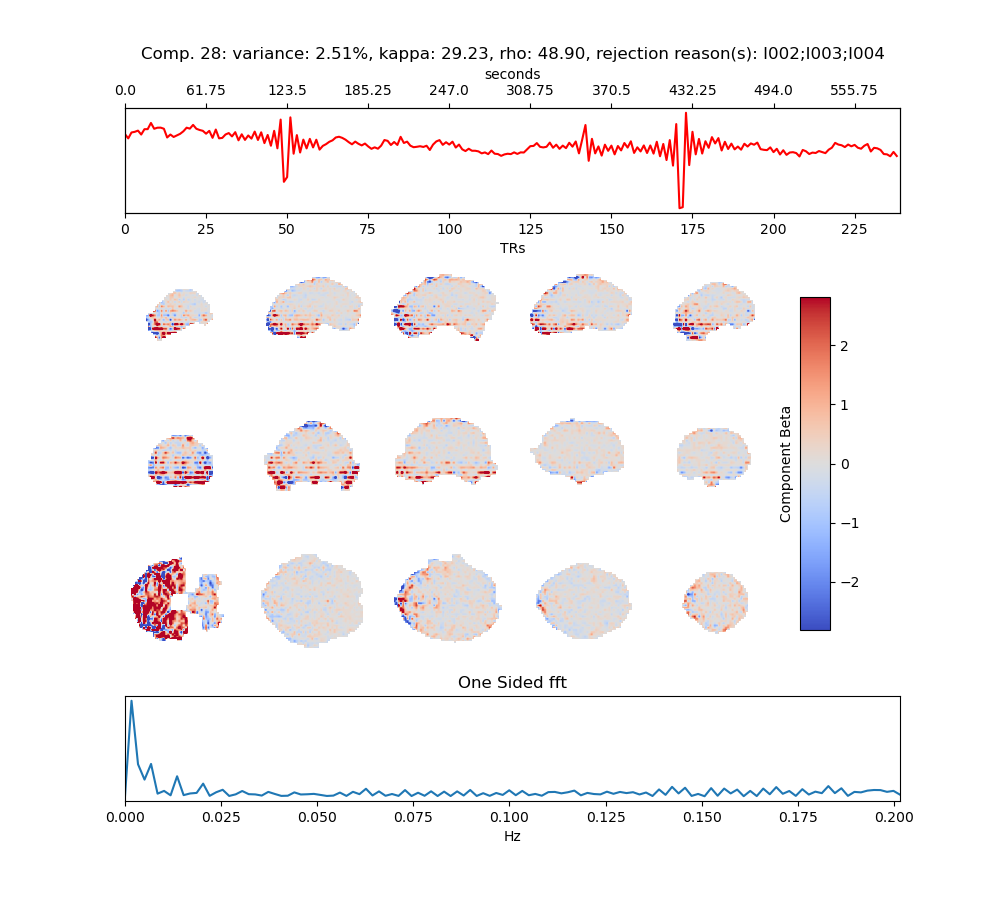 Comp. 28: variance: 2.51%, kappa: 29.23, rho: 48.90, rejection reason(s): I002;I003;I004
seconds
0.0 61.75 123.5 185.25 247.0 308.75 370.5 432.25 494.0 555.75
0 25 50 75 100 125 150 175 200 225
TRs
2
1
0
−1
−2
Component Beta
One Sided fft
0.000 0.025 0.050 0.075 0.100 0.125 0.150 0.175 0.200
Hz